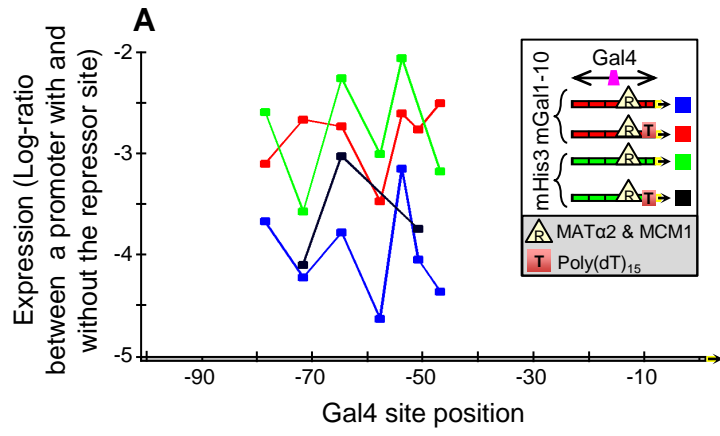 A
Expression (Log-ratio
between a promoter with and
without the repressor site)
-2
-3
-4
-5
-90
-70
-50
-30
-10
Gal4 site position
Gal4
mGal1-10
mHis3
R
R
T
R
R
T
R MATα2 & MCM1
T Poly(dT)15